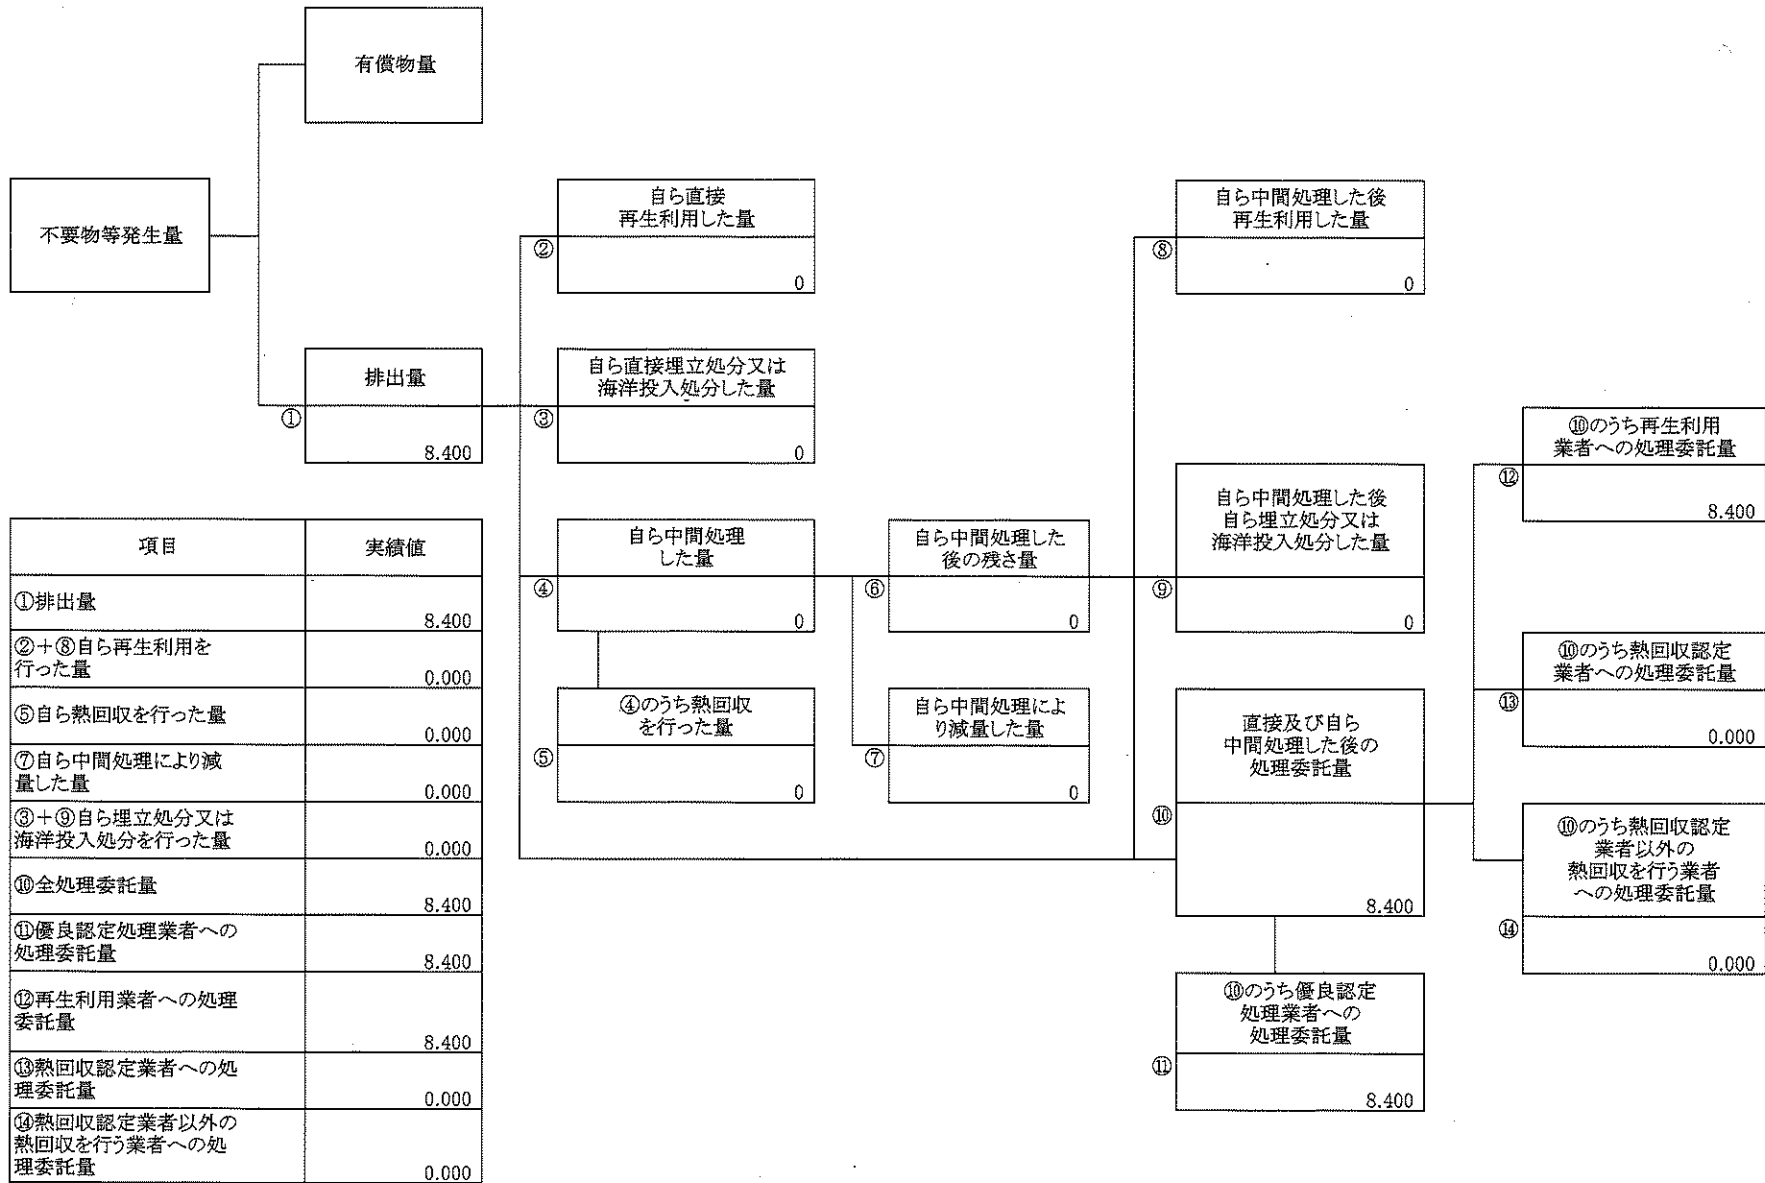 有償物量
不要物等発生量
自ら直接
再生利用した量
②
0
自ら中間処理した後
再生利用した量
⑧
0
排出量
①
8.400
自ら直接埋立処分又は
海洋投入処分した量
③
0
自ら中間処理
した量
④
0
自ら中間処理した
後の残さ量
⑥
0
自ら中間処理した後
自ら埋立処分又は
海洋投入処分した量
⑨
0
④のうち熱回収
を行った量
⑤
0
自ら中間処理によ
り減量した量
⑦
0
直接及び自ら
中間処理した後の
処理委託量
⑩
8.400
⑩のうち優良認定
処理業者への
処理委託量
⑪
8.400
⑩のうち再生利用
業者への処理委託量
⑫
8.400
⑩のうち熱回収認定
業者への処理委託量
⑬
0.000
⑩のうち熱回収認定
業者以外の
熱回収を行う業者
への処理委託量
⑭
0.000
項目 実績値
①排出量
8.400
②+⑧自ら再生利用を
行った量
0.000
⑤自ら熱回収を行った量
0.000
⑦自ら中間処理により減
量した量
0.000
③+⑨自ら埋立処分又は
海洋投入処分を行った量
0.000
⑩全処理委託量
8.400
⑪優良認定処理業者への
処理委託量
8.400
⑫再生利用業者への処理
委託量
8.400
⑬熱回収認定業者への処
理委託量
0.000
⑭熱回収認定業者以外の
熱回収を行う業者への処
理委託量
0.000